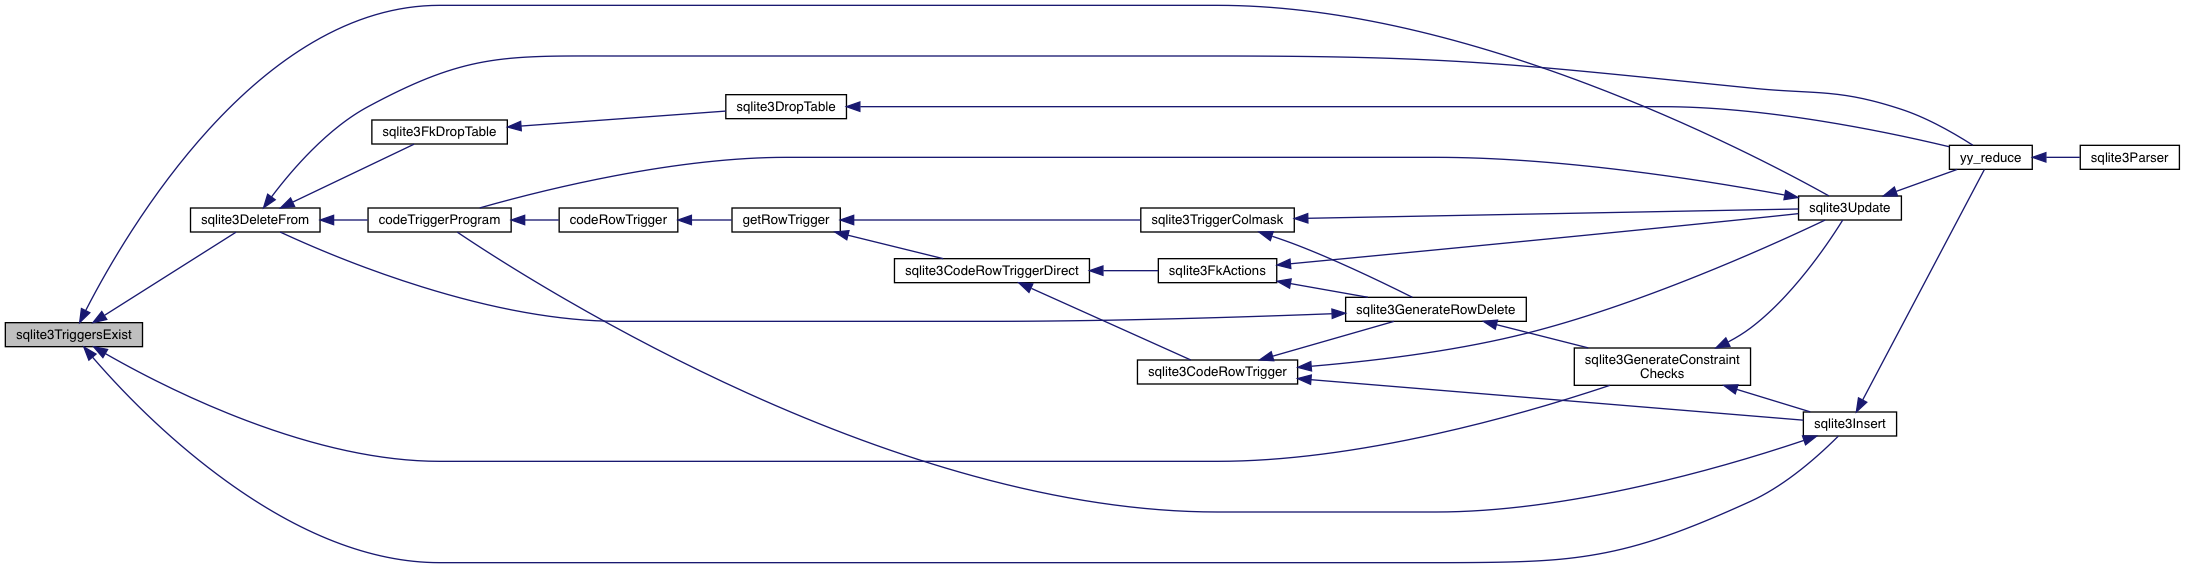 sqlite3TriggersExist
sqlite3DeleteFrom
sqlite3FkDropTable
codeTriggerProgram
codeRowTrigger
sqlite3DropTable
getRowTrigger
sqlite3CodeRowTriggerDirect
sqlite3TriggerColmask
sqlite3FkActions
sqlite3CodeRowTrigger
sqlite3GenerateRowDelete
sqlite3GenerateConstraint
Checks
sqlite3Update
sqlite3Insert
yy_reduce
sqlite3Parser